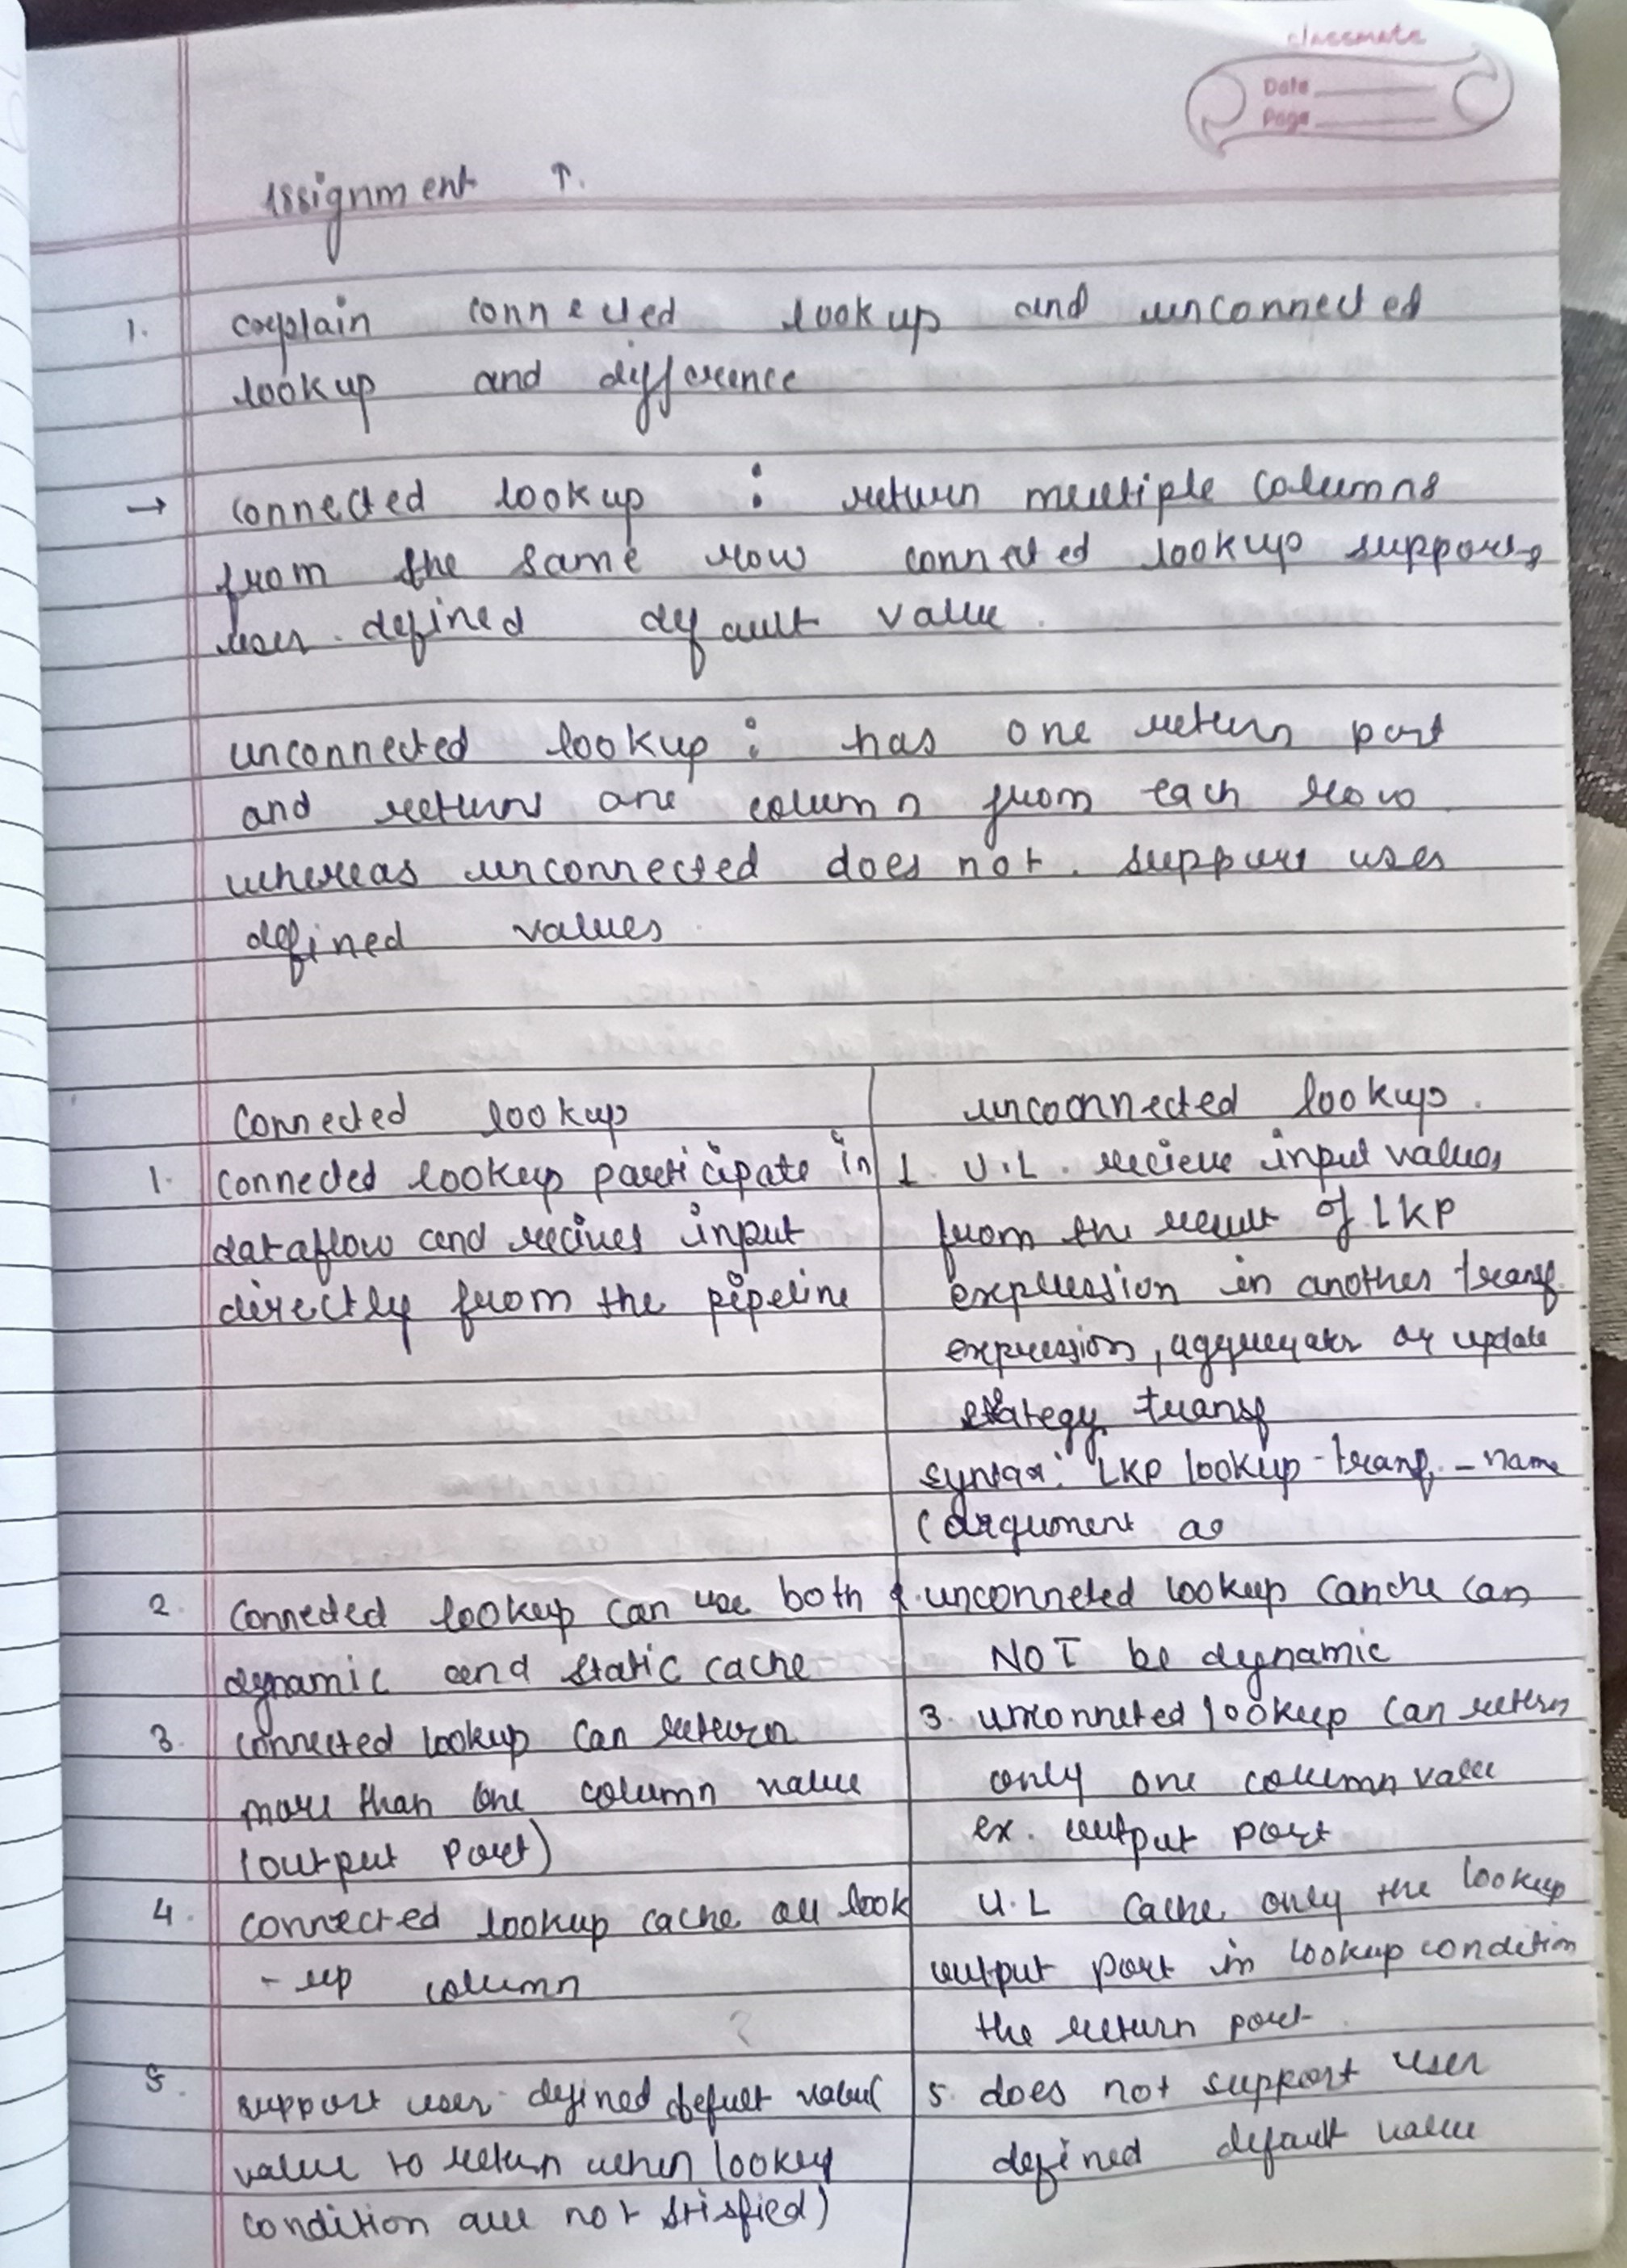 classmate
Date
Page
Assignment 7.
1. explain connected lookup and unconnected
lookup and difference
→ connected lookup : return multiple columns
from the same row connected lookup supports
user-defined default value.
unconnected lookup : has one return port
and returns one column from each row
whereas unconnected does not support user
defined values.
Connected lookup
1. connected lookup participate in
dataflow and recives input
directly from the pipeline
2. connected lookup can use both
dynamic and static cache
3. connected lookup can return
more than one column value
(output port)
4. connected lookup cache all look
-up column
5. support user-defined defult value(
value to return when lookup
condition are not stisfied)
uncoonnected lookup.
1. U.L. recieve input values
from the result of LKP
expression in another transf.
expression, aggregator or update
strategy transf
syntax: LKP lookup-transf._name
(argument as
2. unconneted lookup canche can
NOT be dynamic
3. unconneted lookup can return
only one column value
ex. output port
U.L cache only the lookup
output port in lookup condition
the return port.
5. does not support user
defined default value